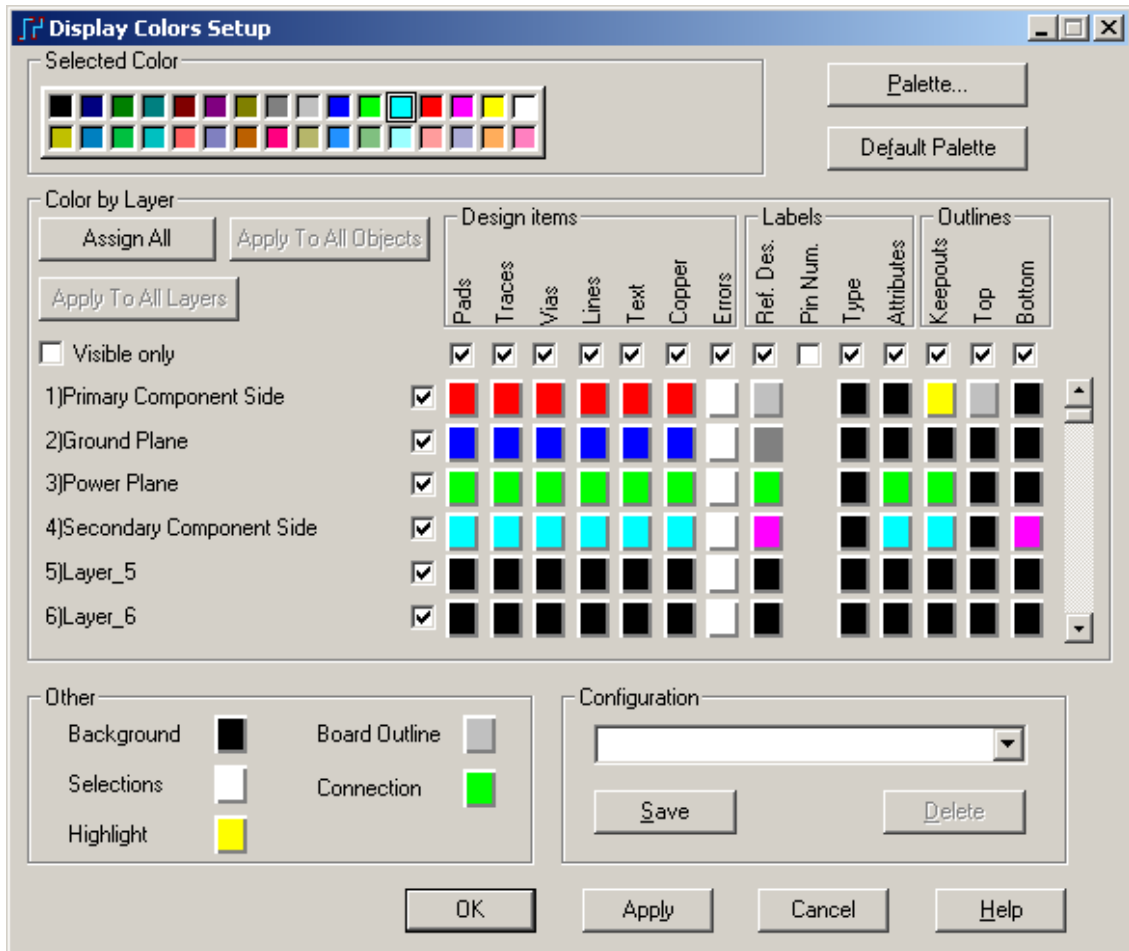 Display Colors Setup
Selected Color
Palette...
Default Palette
Color by Layer
Assign All
Apply To All Objects
Apply To All Layers
Design items
Labels
Outlines
Pads
Traces
Vias
Lines
Text
Copper
Errors
Ref. Des.
Pin Num.
Type
Attributes
Keepouts
Top
Bottom
Visible only
1)Primary Component Side
2)Ground Plane
3)Power Plane
4)Secondary Component Side
5)Layer_5
6)Layer_6
Other
Background
Board Outline
Selections
Connection
Highlight
Configuration
Save
Delete
OK
Apply
Cancel
Help